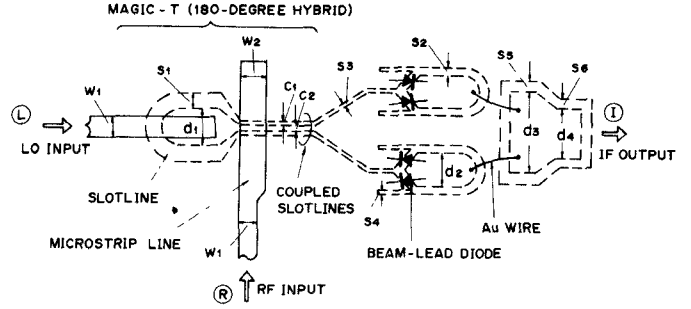 MAGIC-T (180-DEGREE HYBRID)
W2
S1
C1
C2
S3
S2
S5
S6
W1
L
LO INPUT
d1
d3
d4
I
IF OUTPUT
SLOTLINE
COUPLED
SLOTLINES
d2
S4
Au WIRE
MICROSTRIP LINE
W1
BEAM-LEAD DIODE
R
RF INPUT